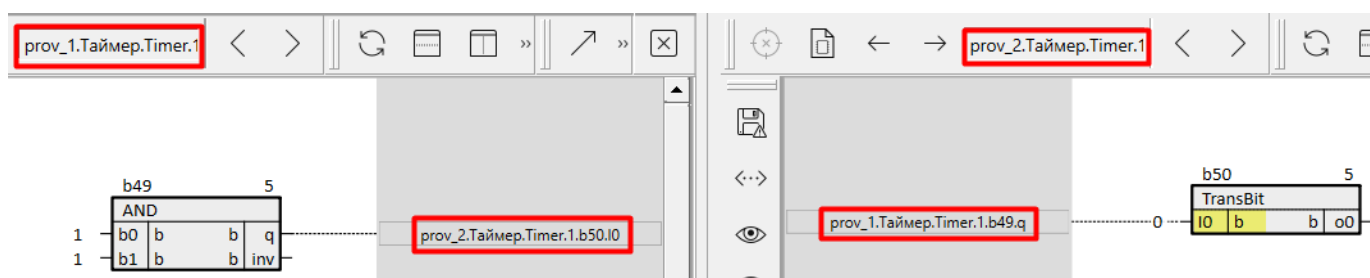 prov_1.Таймер.Timer.1
»
»
prov_2.Таймер.Timer.1
b49 5
AND
1 b0 b b q
1 b1 b b inv
prov_2.Таймер.Timer.1.b50.I0
prov_1.Таймер.Timer.1.b49.q
0
b50 5
TransBit
I0 b b o0